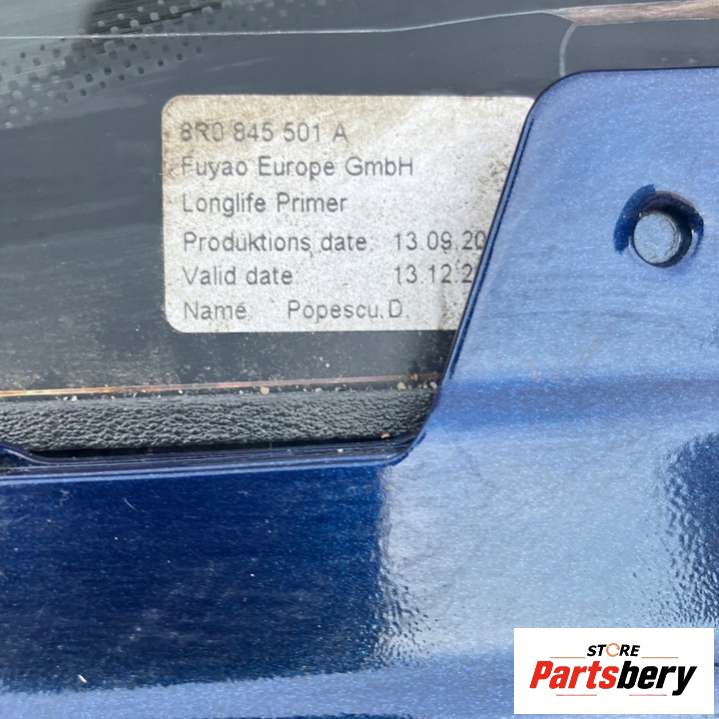 8R0 845 501 A
Fuyao Europe GmbH
Longlife Primer
Produktions date: 13.09.20
Valid date: 13.12.2
Name: Popescu.D.
STORE
Partsbery